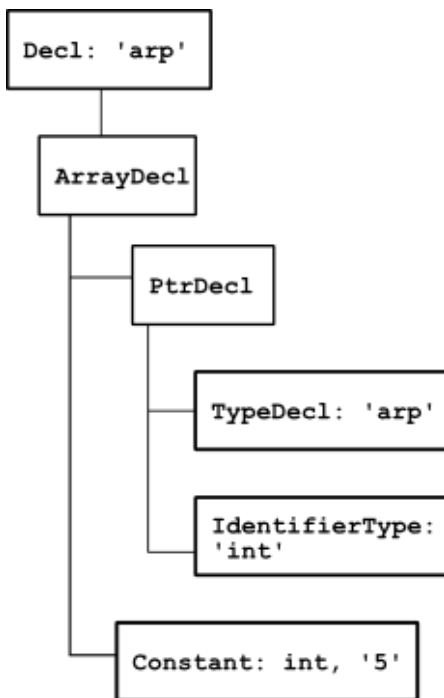 Decl: 'arp'
ArrayDecl
PtrDecl
TypeDecl: 'arp'
IdentifierType:
'int'
Constant: int, '5'